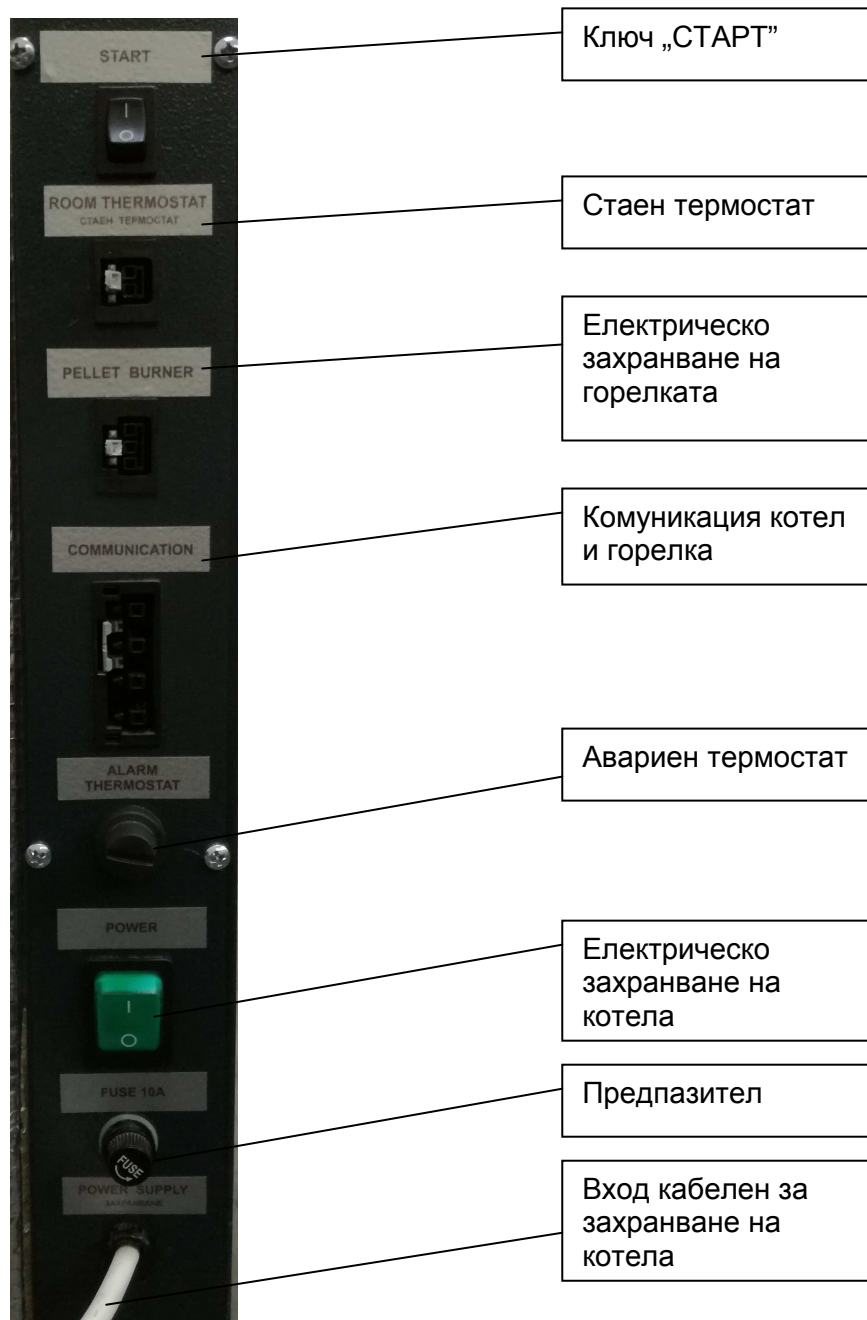 START
Ключ „СТАРТ”
I
O
ROOM THERMOSTAT
СТАЕН ТЕРМОСТАТ
Стаен термостат
PELLET BURNER
Електрическо
захранване на
горелката
COMMUNICATION
Комуникация котел
и горелка
ALARM
THERMOSTAT
Авариен термостат
POWER
I
O
Електрическо
захранване на
котела
FUSE 10A
FUSE
Предпазител
POWER SUPPLY
ЗАХРАНВАНЕ
Вход кабелен за
захранване на
котела